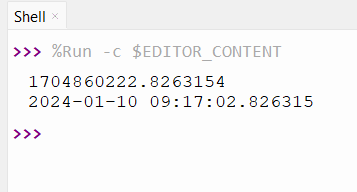 Shell ×
>>> %Run -c $EDITOR_CONTENT
1704860222.8263154
2024-01-10 09:17:02.826315
>>>